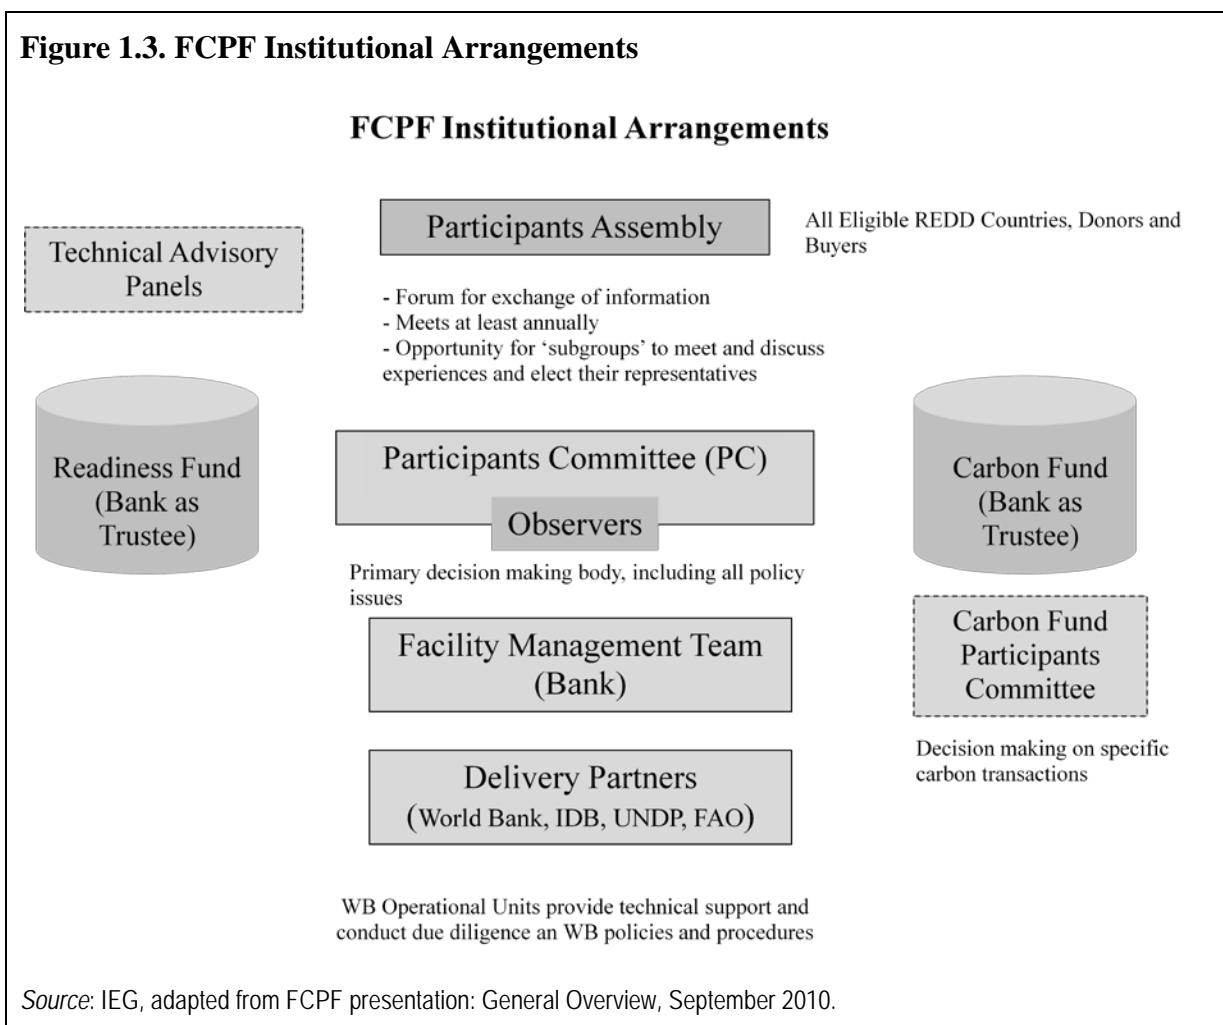 Figure 1.3. FCPF Institutional Arrangements
FCPF Institutional Arrangements
Technical Advisory
Panels
Participants Assembly
All Eligible REDD Countries, Donors and
Buyers
- Forum for exchange of information
- Meets at least annually
- Opportunity for ‘subgroups’ to meet and discuss
experiences and elect their representatives
Readiness Fund
(Bank as
Trustee)
Participants Committee (PC)
Observers
Primary decision making body, including all policy
issues
Carbon Fund
(Bank as
Trustee)
Facility Management Team
(Bank)
Carbon Fund
Participants
Committee
Decision making on specific
carbon transactions
Delivery Partners
(World Bank, IDB, UNDP, FAO)
WB Operational Units provide technical support and
conduct due diligence an WB policies and procedures
Source: IEG, adapted from FCPF presentation: General Overview, September 2010.